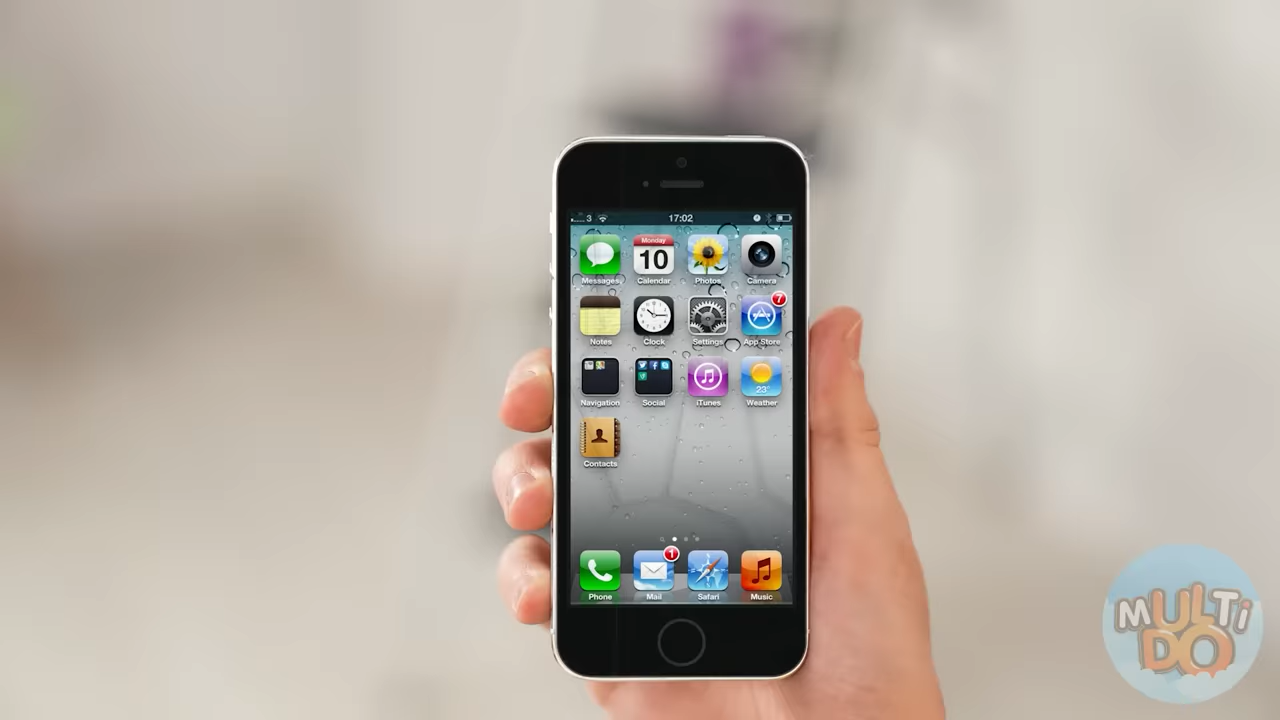 3 17:02
Monday
10
Messages Calendar Photos Camera
7
Notes Clock Settings App Store
23°
Navigation Social iTunes Weather
Contacts
1
Phone Mail Safari Music
MULTi
DO